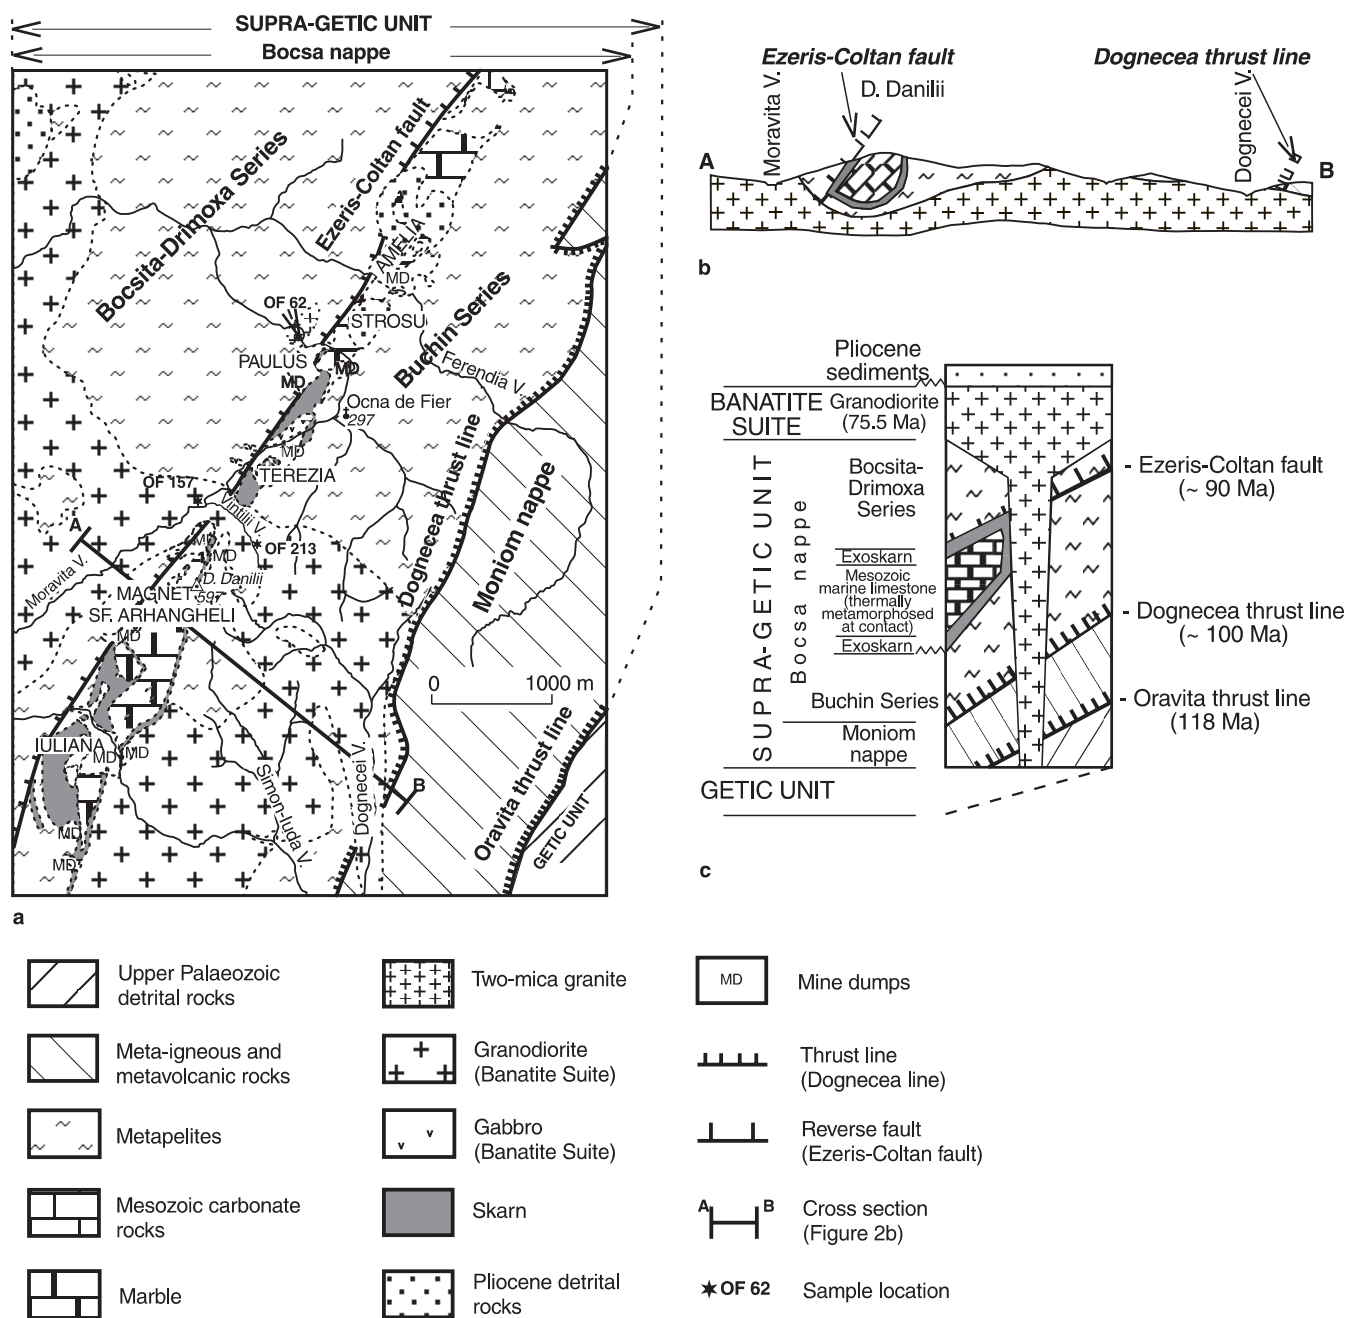 SUPRA-GETIC UNIT
Bocsa nappe
Bocsita-Drimoxa Series
Ezeris-Coltan fault
AMELIA
MD
OF 62
STROSU
Buchin Series
PAULUS
MD
MD
Ferendia V.
Ocna de Fier
297
MD
TEREZIA
OF 157
Vintilii V.
Dognecea thrust line
Moniom nappe
A
MD
OF 213
MD
D. Danilii
597
Moravita V.
MAGNET
SF. ARHANGHELI
MD
0 1000 m
IULIANA
MD
MD
Simon-Iuda V.
Dognecei V.
B
Oravita thrust line
GETIC UNIT
MD
MD
a
Ezeris-Coltan fault
Dognecea thrust line
Moravita V.
D. Danilii
Dognecei V.
A
B
b
Pliocene
sediments
BANATITE
SUITE
Granodiorite
(75.5 Ma)
SUPRA-GETIC UNIT
Bocsa nappe
Bocsita-
Drimoxa
Series
Exoskarn
Mesozoic
marine limestone
(thermally
metamorphosed
at contact)
Exoskarn
Buchin Series
Moniom
nappe
GETIC UNIT
- Ezeris-Coltan fault
(~ 90 Ma)
- Dognecea thrust line
(~ 100 Ma)
- Oravita thrust line
(118 Ma)
c
Upper Palaeozoic
detrital rocks
Meta-igneous and
metavolcanic rocks
Metapelites
Mesozoic carbonate
rocks
Marble
Two-mica granite
Granodiorite
(Banatite Suite)
Gabbro
(Banatite Suite)
Skarn
Pliocene detrital
rocks
MD
Mine dumps
Thrust line
(Dognecea line)
Reverse fault
(Ezeris-Coltan fault)
A B
Cross section
(Figure 2b)
OF 62
Sample location